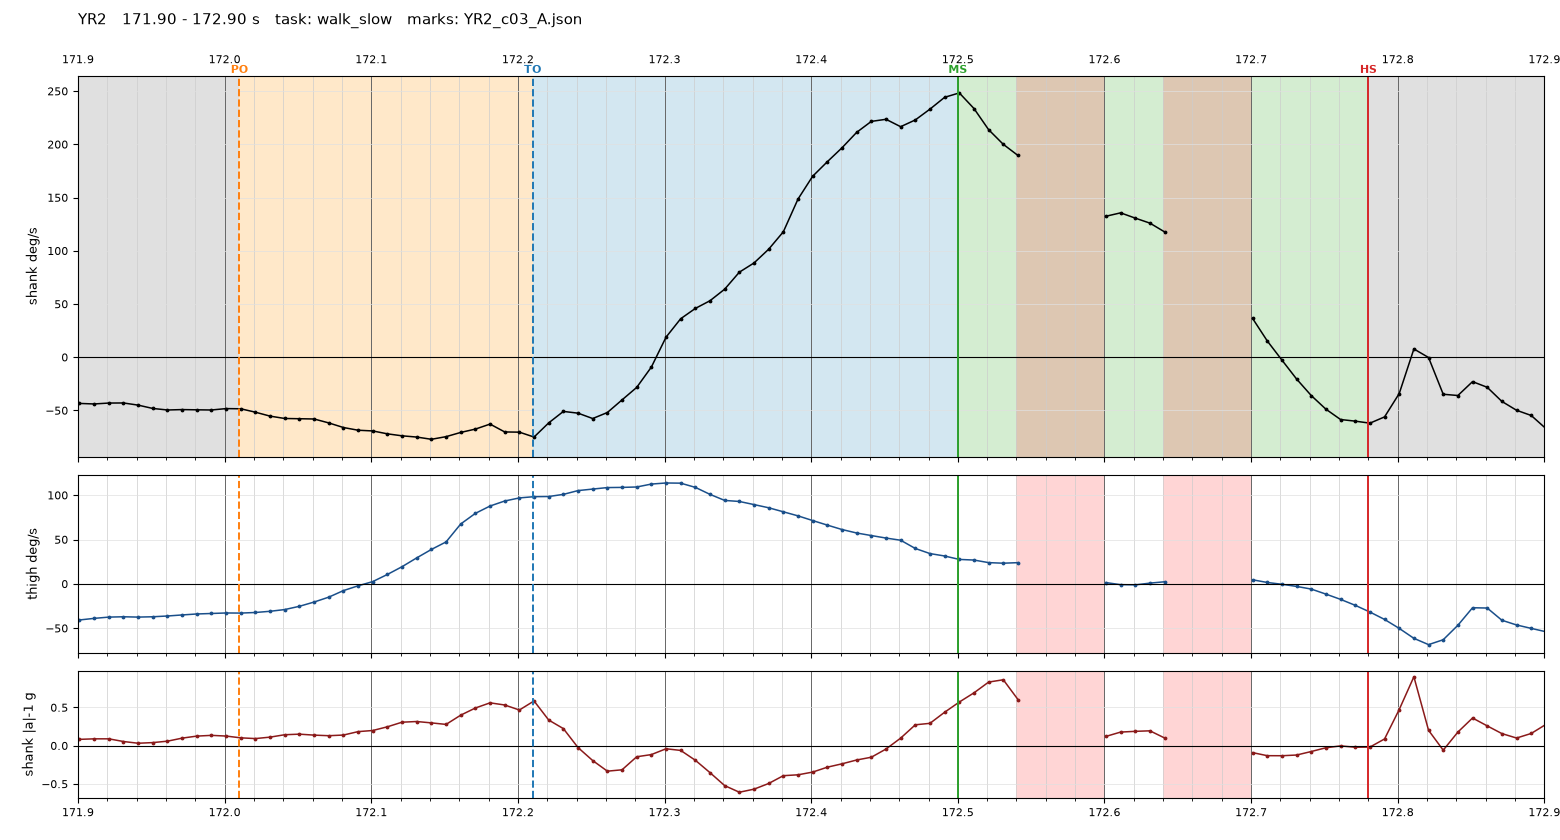 YR2   171.90 - 172.90 s   task: walk_slow   marks: YR2_c03_A.json
171.9 172.0 172.1 172.2 172.3 172.4 172.5 172.6 172.7 172.8 172.9
PO TO MS HS
250
200
150
100
50
0
−50
shank deg/s
100
50
0
−50
thigh deg/s
0.5
0.0
−0.5
shank |a|-1 g
171.9 172.0 172.1 172.2 172.3 172.4 172.5 172.6 172.7 172.8 172.9